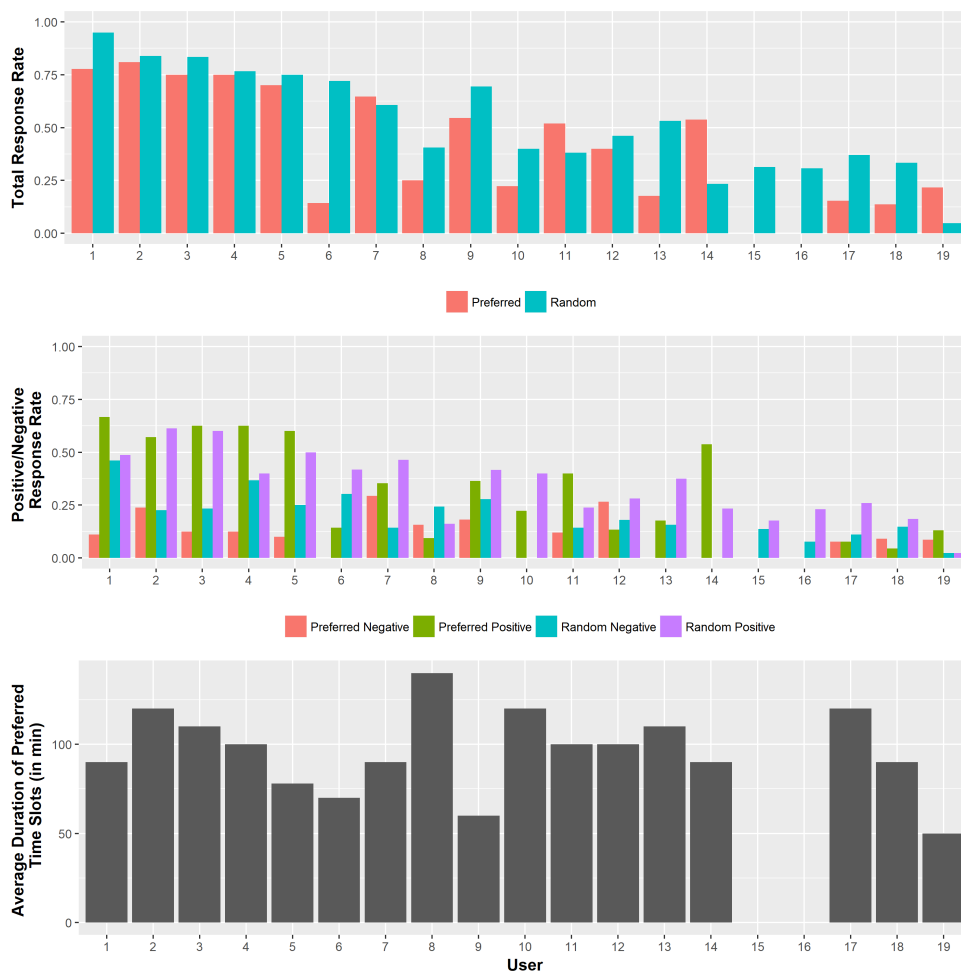 Total Response Rate
1.00
0.75
0.50
0.25
0.00
1 2 3 4 5 6 7 8 9 10 11 12 13 14 15 16 17 18 19
Preferred Random
Positive/Negative
Response Rate
1.00
0.75
0.50
0.25
0.00
1 2 3 4 5 6 7 8 9 10 11 12 13 14 15 16 17 18 19
Preferred Negative Preferred Positive Random Negative Random Positive
Average Duration of Preferred
Time Slots (in min)
100
50
0
1 2 3 4 5 6 7 8 9 10 11 12 13 14 15 16 17 18 19
User